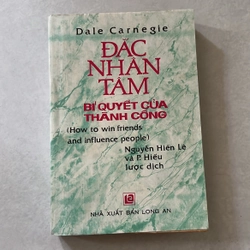 Dale Carnegie
ĐẮC
NHÂN
TÂM
BÍ QUYẾT CỦA
THÀNH CÔNG
(How to win friends
and influence people)
Nguyễn Hiến Lê
và P. Hiếu
lược dịch
NHÀ XUẤT BẢN LONG AN